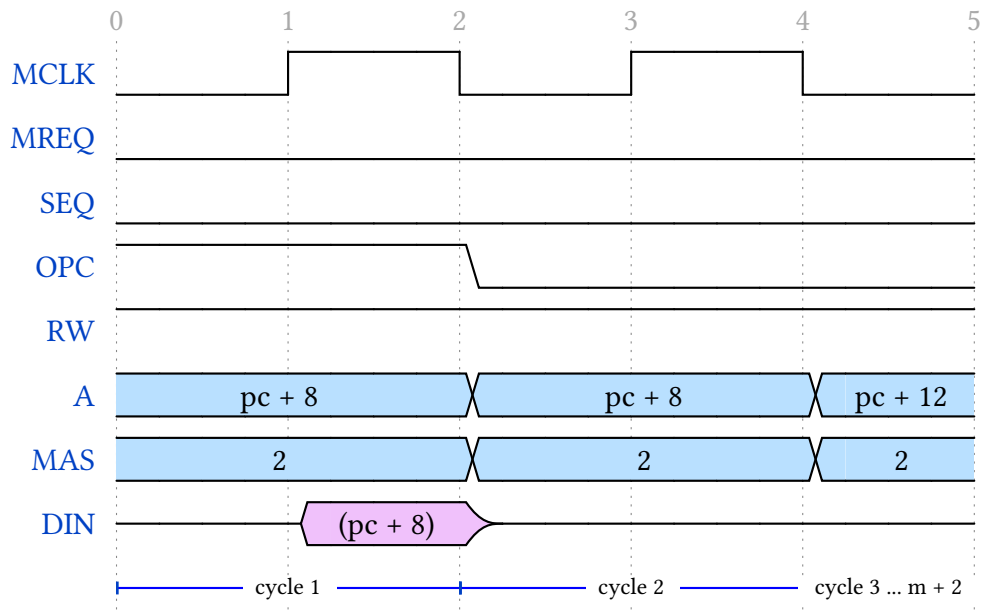 0 1 2 3 4 5
MCLK
MREQ
SEQ
OPC
RW
A pc + 8 pc + 8 pc + 12
MAS 2 2 2
DIN (pc + 8)
cycle 1 cycle 2 cycle 3 ... m + 2